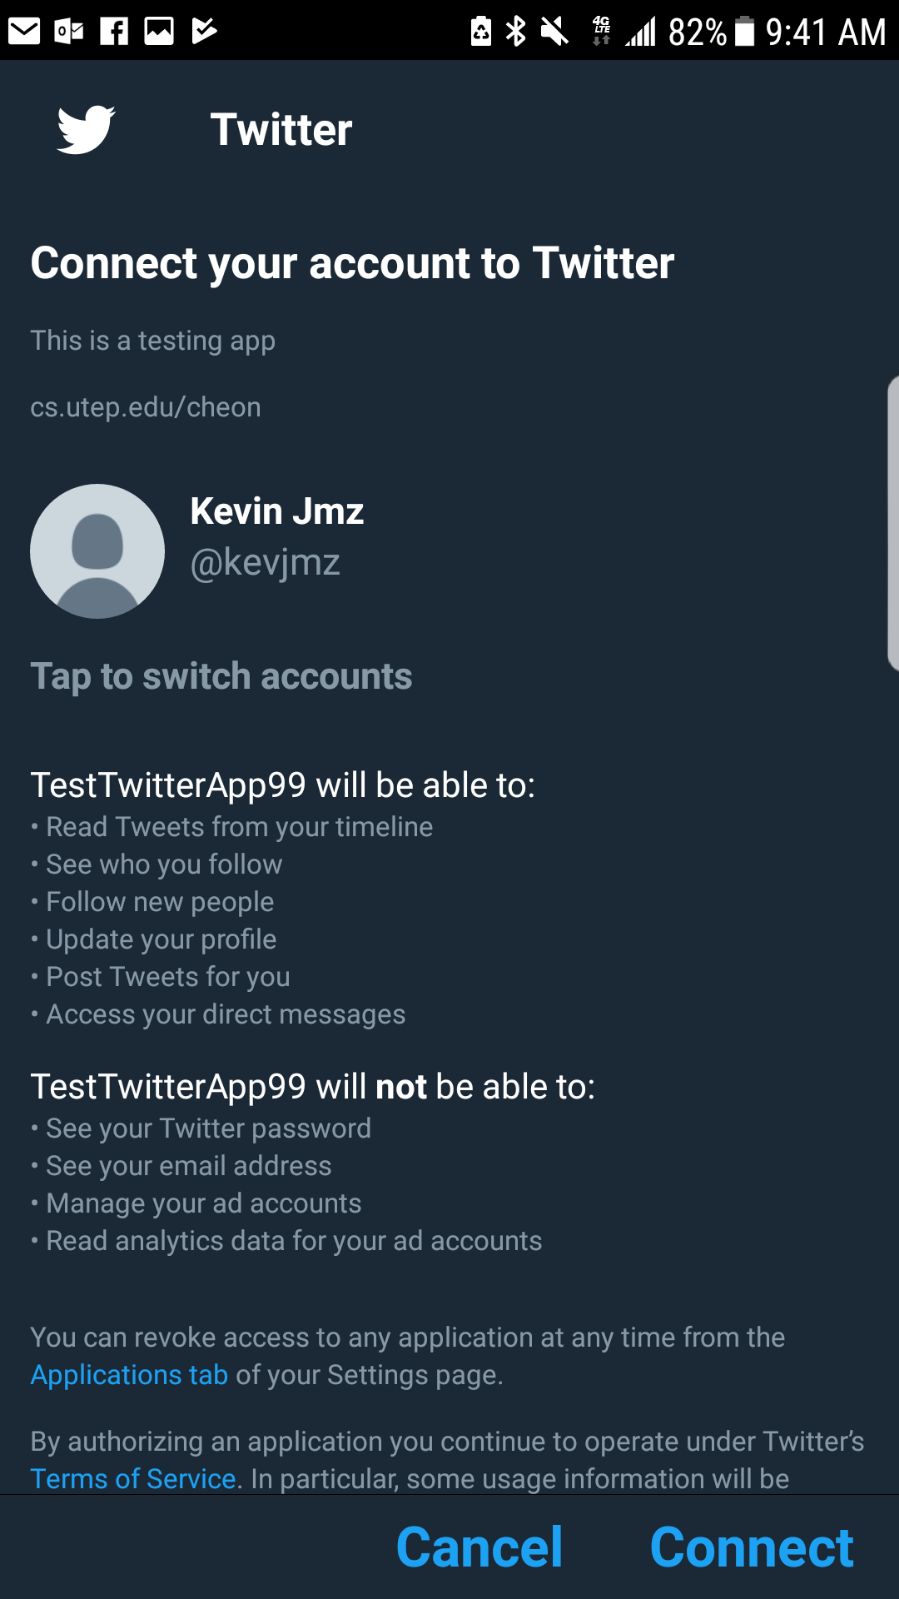 4G
LTE
82%
9:41 AM
Twitter
Connect your account to Twitter
This is a testing app
cs.utep.edu/cheon
Kevin Jmz
@kevjmz
Tap to switch accounts
TestTwitterApp99 will be able to:
• Read Tweets from your timeline
• See who you follow
• Follow new people
• Update your profile
• Post Tweets for you
• Access your direct messages
TestTwitterApp99 will not be able to:
• See your Twitter password
• See your email address
• Manage your ad accounts
• Read analytics data for your ad accounts
You can revoke access to any application at any time from the
Applications tab of your Settings page.
By authorizing an application you continue to operate under Twitter's
Terms of Service. In particular, some usage information will be
Cancel Connect